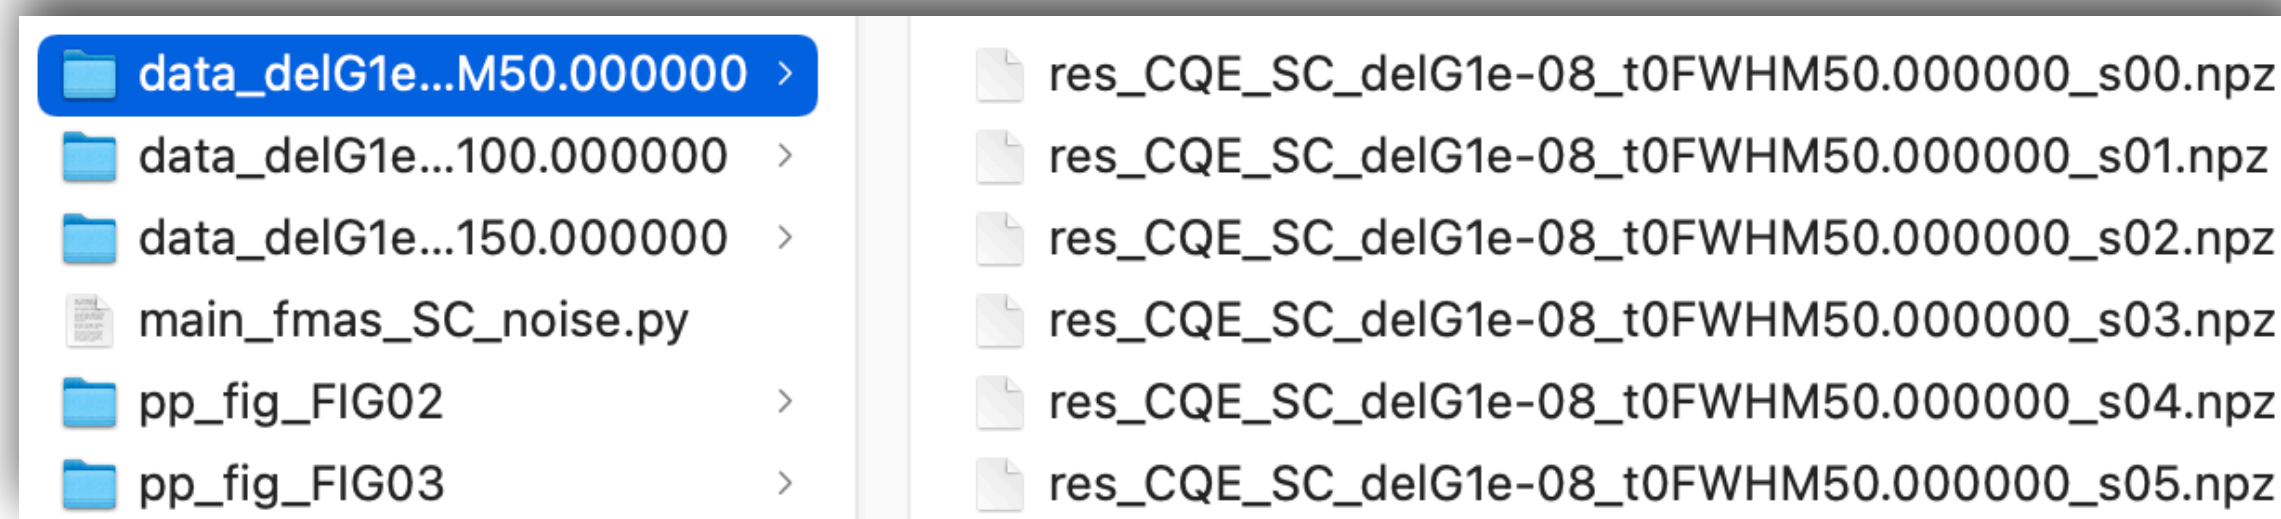 data_delG1e...M50.000000
data_delG1e...100.000000
data_delG1e...150.000000
main_fmas_SC_noise.py
pp_fig_FIG02
pp_fig_FIG03
res_CQE_SC_delG1e-08_t0FWHM50.000000_s00.npz
res_CQE_SC_delG1e-08_t0FWHM50.000000_s01.npz
res_CQE_SC_delG1e-08_t0FWHM50.000000_s02.npz
res_CQE_SC_delG1e-08_t0FWHM50.000000_s03.npz
res_CQE_SC_delG1e-08_t0FWHM50.000000_s04.npz
res_CQE_SC_delG1e-08_t0FWHM50.000000_s05.npz